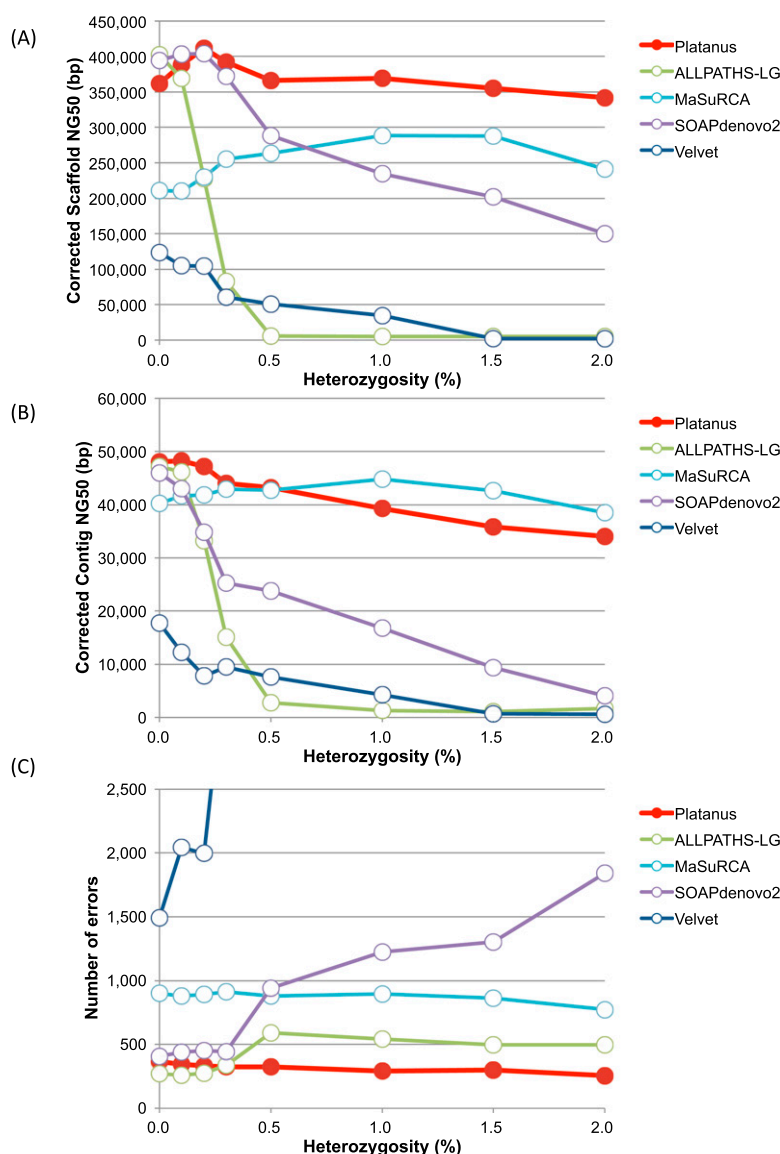 (A)
Corrected Scaffold NG50 (bp)
450,000
400,000
350,000
300,000
250,000
200,000
150,000
100,000
50,000
0
0.0 0.5 1.0 1.5 2.0
Heterozygosity (%)
Platanus
ALLPATHS-LG
MaSuRCA
SOAPdenovo2
Velvet
(B)
Corrected Contig NG50 (bp)
60,000
50,000
40,000
30,000
20,000
10,000
0
0.0 0.5 1.0 1.5 2.0
Heterozygosity (%)
Platanus
ALLPATHS-LG
MaSuRCA
SOAPdenovo2
Velvet
(C)
Number of errors
2,500
2,000
1,500
1,000
500
0
0.0 0.5 1.0 1.5 2.0
Heterozygosity (%)
Platanus
ALLPATHS-LG
MaSuRCA
SOAPdenovo2
Velvet